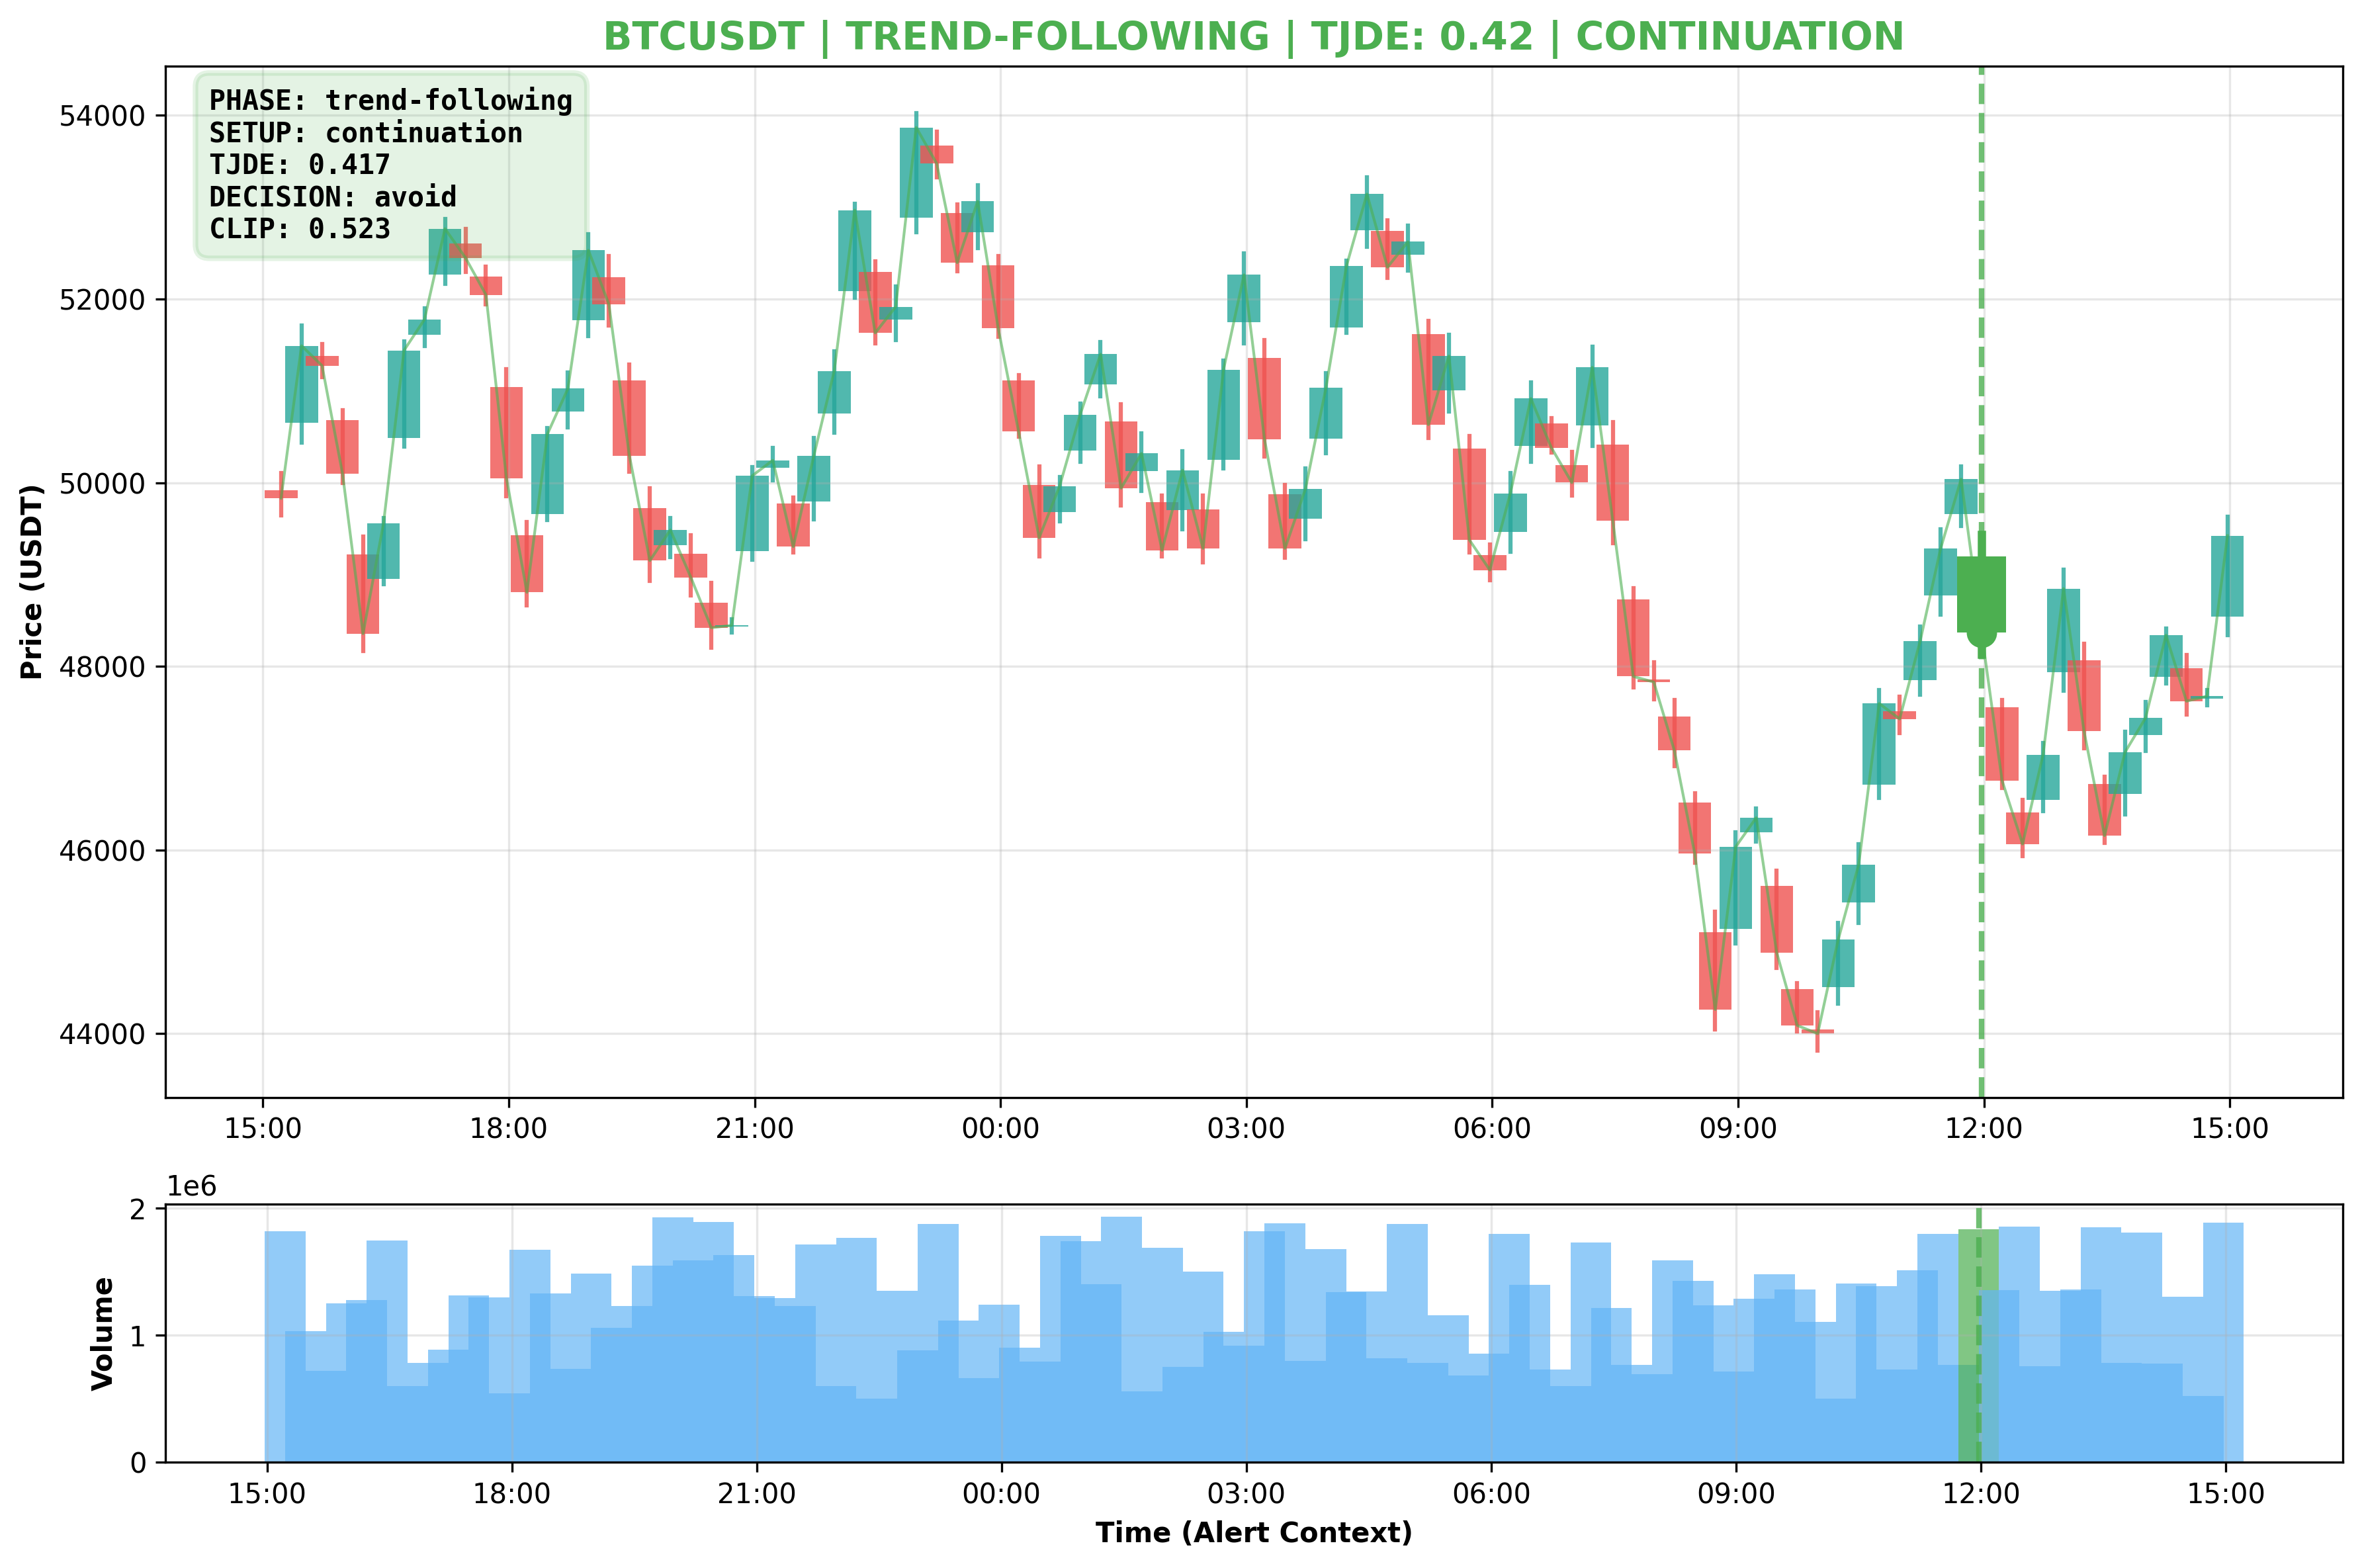 BTCUSDT | TREND-FOLLOWING | TJDE: 0.42 | CONTINUATION
PHASE: trend-following
SETUP: continuation
TJDE: 0.417
DECISION: avoid
CLIP: 0.523
Price (USDT)
54000
52000
50000
48000
46000
44000
15:00 18:00 21:00 00:00 03:00 06:00 09:00 12:00 15:00
1e6
Volume
2
1
0
15:00 18:00 21:00 00:00 03:00 06:00 09:00 12:00 15:00
Time (Alert Context)